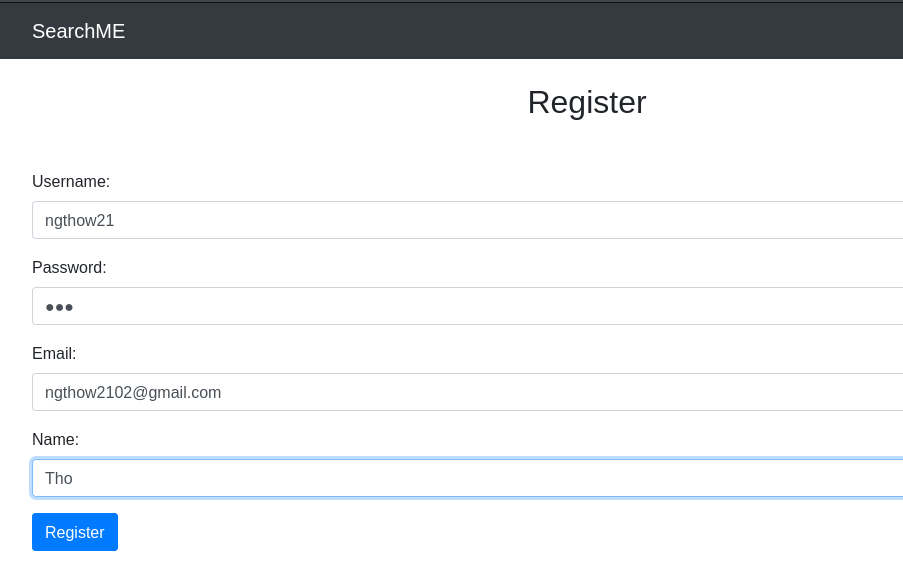 SearchME
Register
Username:
ngthow21
Password:
●●●
Email:
ngthow2102@gmail.com
Name:
Tho
Register